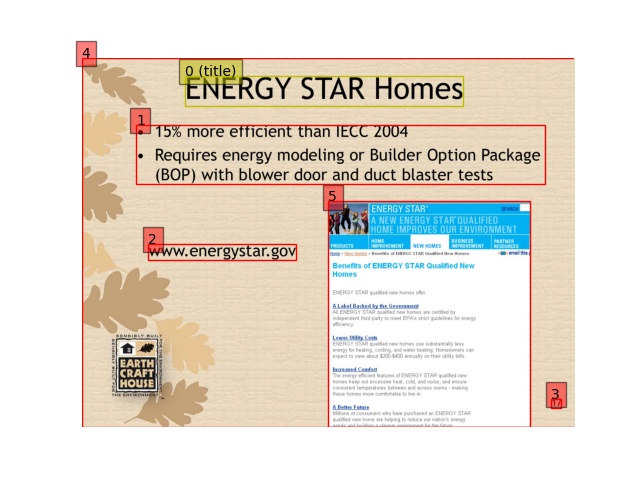 4
0 (title)
ENERGY STAR Homes
1
• 15% more efficient than IECC 2004
• Requires energy modeling or Builder Option Package
(BOP) with blower door and duct blaster tests
5
ENERGY STAR
SEARCH
A NEW ENERGY STAR QUALIFIED
HOME IMPROVES OUR ENVIRONMENT
PRODUCTS
HOME IMPROVEMENT
NEW HOMES
BUSINESS IMPROVEMENT
PARTNER RESOURCES
Home > New Homes > Benefits of ENERGY STAR Qualified New Homes
2
www.energystar.gov
Benefits of ENERGY STAR Qualified New
Homes
ENERGY STAR qualified new homes offer:
A Label Backed by the Government
All ENERGY STAR qualified new homes are certified by
independent third party to meet EPA's strict guidelines for energy
efficiency.
Lower Utility Costs
ENERGY STAR qualified new homes use substantially less
energy for heating, cooling, and water heating. Homeowners can
expect to save about $200-$400 annually on their utility bills.
Increased Comfort
The energy-efficient features of ENERGY STAR qualified new
homes keep out excessive heat, cold, and noise, and ensure
consistent temperatures between and across rooms - making
these homes more comfortable to live in.
A Better Future
Millions of consumers who have purchased an ENERGY STAR
qualified new home are helping to reduce our nation's energy
needs and building a cleaner environment for the future.
SENSIBLY BUILT
FOR THE ENVIRONMENT
EARTH
CRAFT
HOUSE
3
17